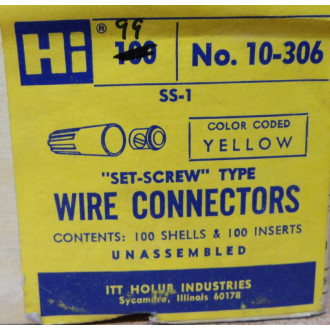 Hi® 99
100 No. 10-306
SS-1
COLOR CODED
YELLOW
"SET-SCREW" TYPE
WIRE CONNECTORS
CONTENTS: 100 SHELLS & 100 INSERTS
UNASSEMBLED
ITT HOLUB INDUSTRIES
Sycamore, Illinois 60178